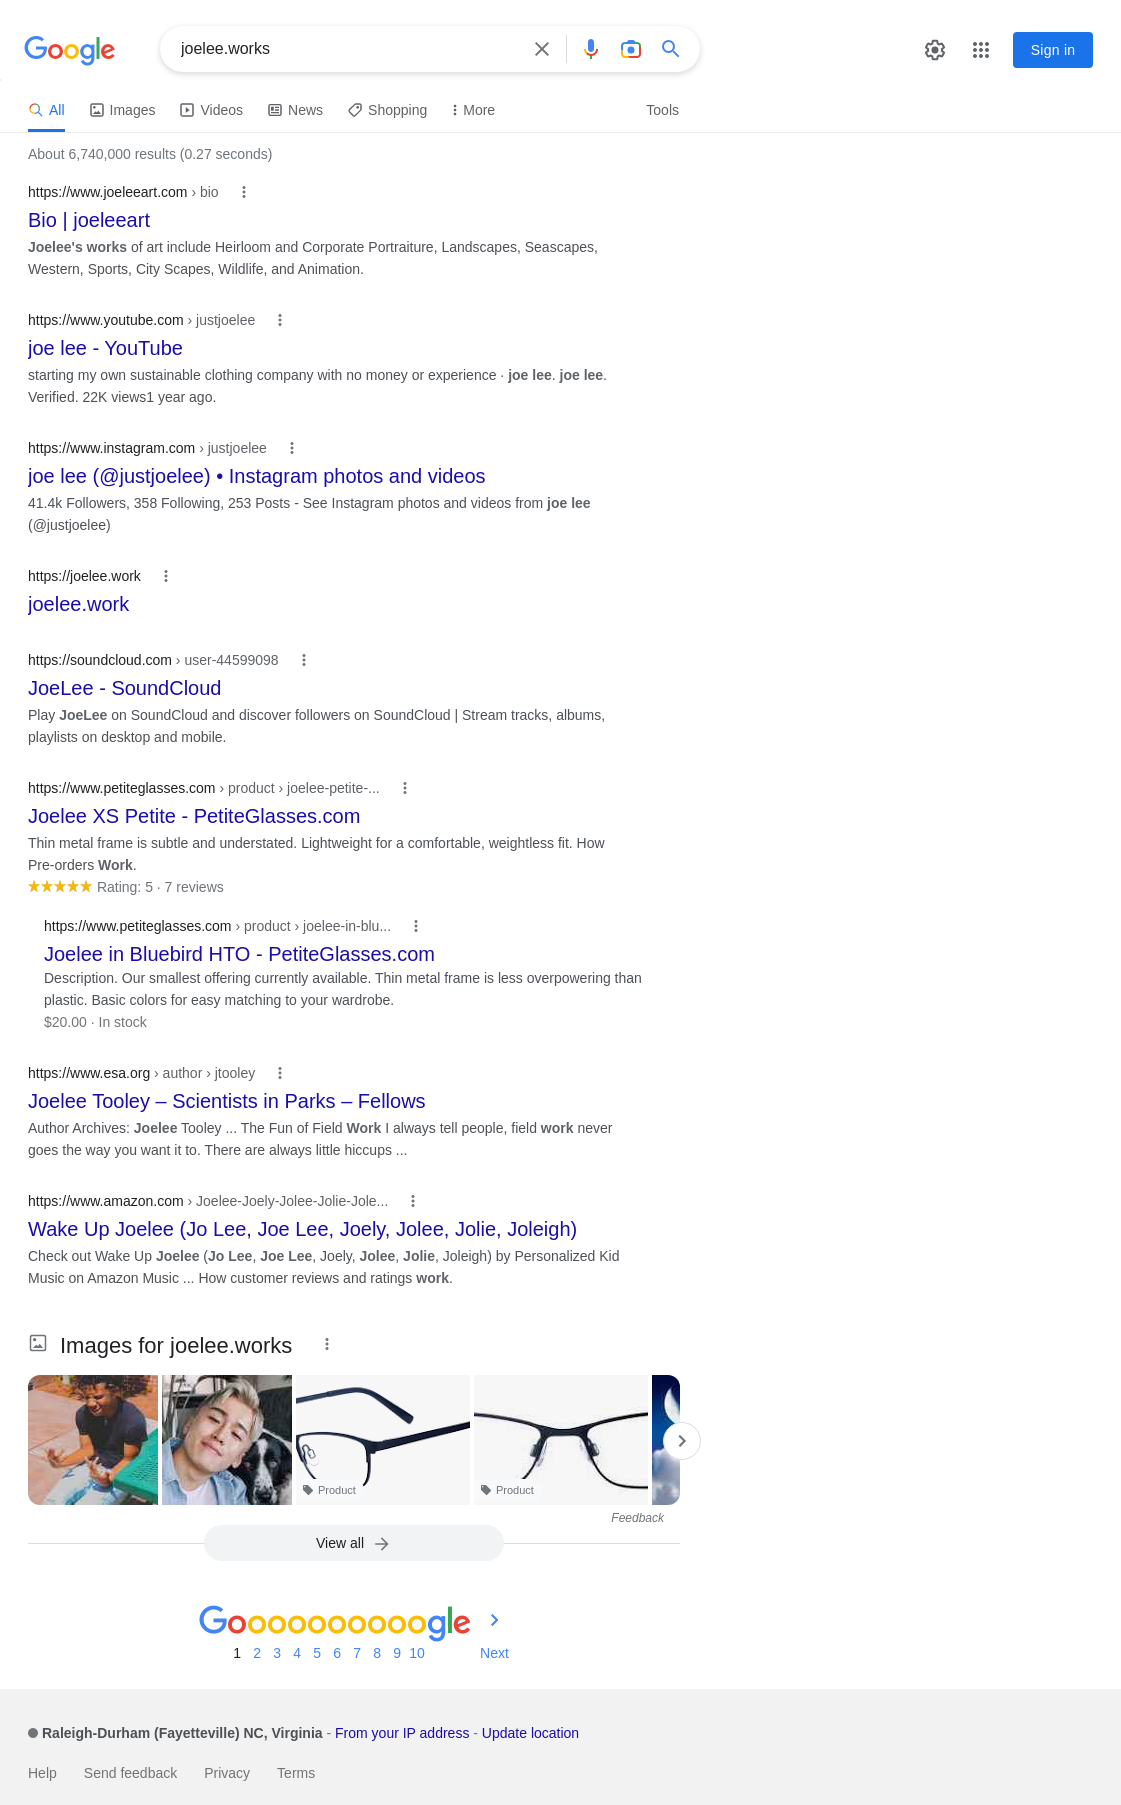 Google
joelee.works
Sign in
All Images Videos News Shopping More Tools
About 6,740,000 results (0.27 seconds)
https://www.joeleeart.com › bio
Bio | joeleeart
Joelee's works of art include Heirloom and Corporate Portraiture, Landscapes, Seascapes,
Western, Sports, City Scapes, Wildlife, and Animation.
https://www.youtube.com › justjoelee
joe lee - YouTube
starting my own sustainable clothing company with no money or experience · joe lee. joe lee.
Verified. 22K views1 year ago.
https://www.instagram.com › justjoelee
joe lee (@justjoelee) • Instagram photos and videos
41.4k Followers, 358 Following, 253 Posts - See Instagram photos and videos from joe lee
(@justjoelee)
https://joelee.work
joelee.work
https://soundcloud.com › user-44599098
JoeLee - SoundCloud
Play JoeLee on SoundCloud and discover followers on SoundCloud | Stream tracks, albums,
playlists on desktop and mobile.
https://www.petiteglasses.com › product › joelee-petite-...
Joelee XS Petite - PetiteGlasses.com
Thin metal frame is subtle and understated. Lightweight for a comfortable, weightless fit. How
Pre-orders Work.
Rating: 5 · 7 reviews
https://www.petiteglasses.com › product › joelee-in-blu...
Joelee in Bluebird HTO - PetiteGlasses.com
Description. Our smallest offering currently available. Thin metal frame is less overpowering than
plastic. Basic colors for easy matching to your wardrobe.
$20.00 · In stock
https://www.esa.org › author › jtooley
Joelee Tooley – Scientists in Parks – Fellows
Author Archives: Joelee Tooley ... The Fun of Field Work I always tell people, field work never
goes the way you want it to. There are always little hiccups ...
https://www.amazon.com › Joelee-Joely-Jolee-Jolie-Jole...
Wake Up Joelee (Jo Lee, Joe Lee, Joely, Jolee, Jolie, Joleigh)
Check out Wake Up Joelee (Jo Lee, Joe Lee, Joely, Jolee, Jolie, Joleigh) by Personalized Kid
Music on Amazon Music ... How customer reviews and ratings work.
Images for joelee.works
Product Product
Feedback
View all
Goooooooooogle
1 2 3 4 5 6 7 8 9 10 Next
Raleigh-Durham (Fayetteville) NC, Virginia - From your IP address - Update location
Help Send feedback Privacy Terms